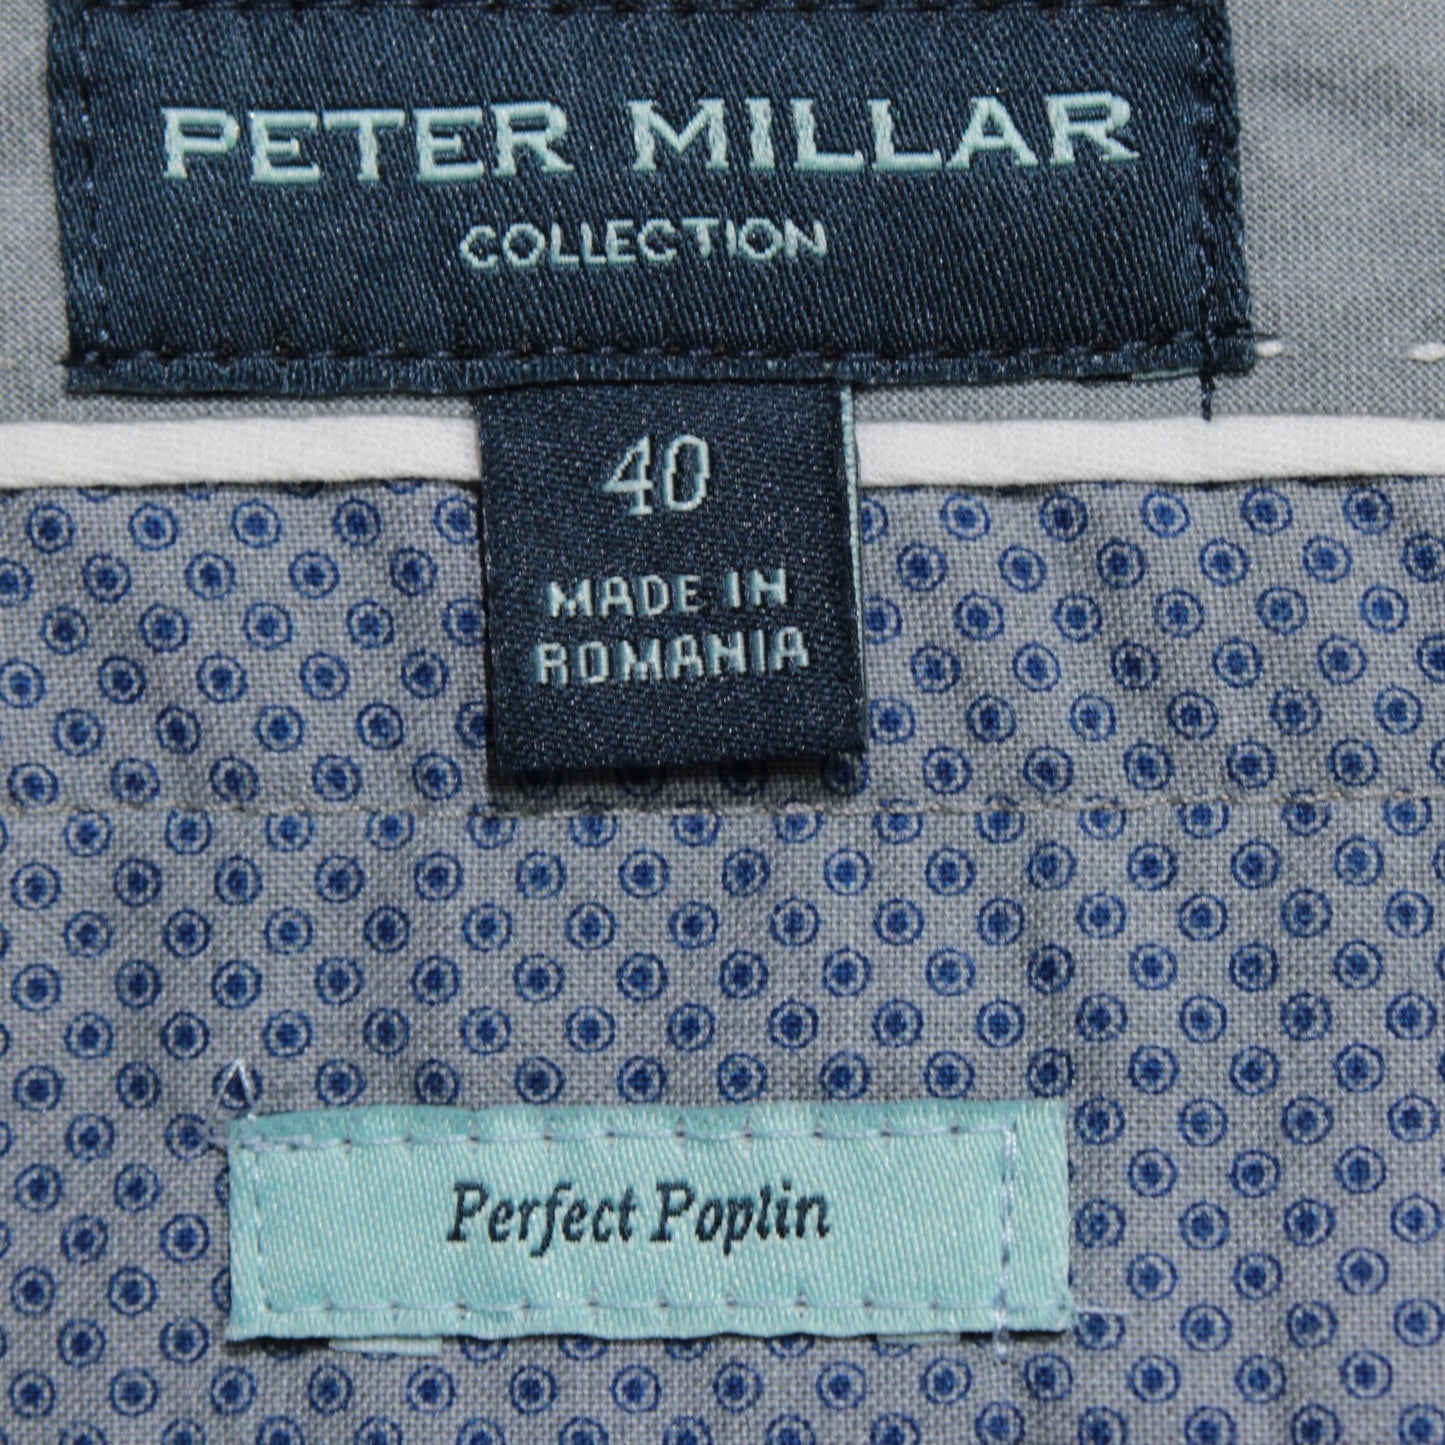 PETER MILLAR
COLLECTION
40
MADE IN
ROMANIA
Perfect Poplin